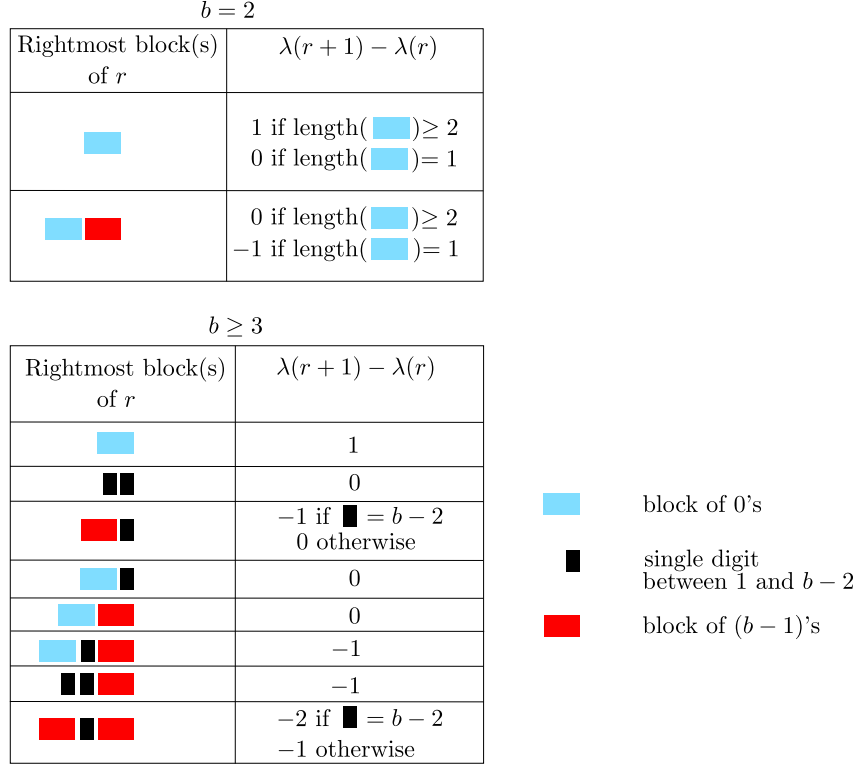 b = 2
Rightmost block(s)
of r
λ(r + 1) − λ(r)
1 if length( )≥ 2
0 if length( )= 1
0 if length( )≥ 2
−1 if length( )= 1
b ≥ 3
Rightmost block(s)
of r
λ(r + 1) − λ(r)
1
0
−1 if = b − 2
0 otherwise
0
0
−1
−1
−2 if = b − 2
−1 otherwise
block of 0's
single digit
between 1 and b − 2
block of (b − 1)'s